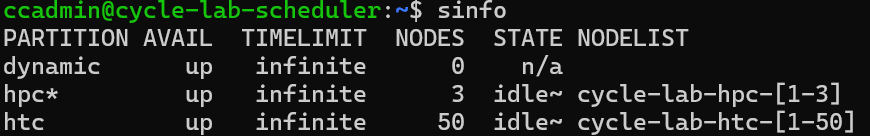 ccadmin@cycle-lab-scheduler:~$ sinfo
PARTITION AVAIL  TIMELIMIT  NODES  STATE NODELIST
dynamic      up   infinite      0    n/a
hpc*         up   infinite      3  idle~ cycle-lab-hpc-[1-3]
htc          up   infinite     50  idle~ cycle-lab-htc-[1-50]